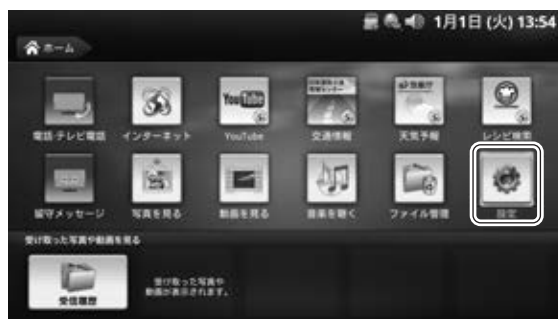 1月1日 (火) 13:54
ホーム
電話・テレビ電話 インターネット YouTube 交通情報 天気予報 レシピ検索
留守メッセージ 写真を見る 動画を見る 音楽を聴く ファイル管理 設定
受け取った写真や動画を見る
受信履歴
受け取った写真や
動画が表示されます。